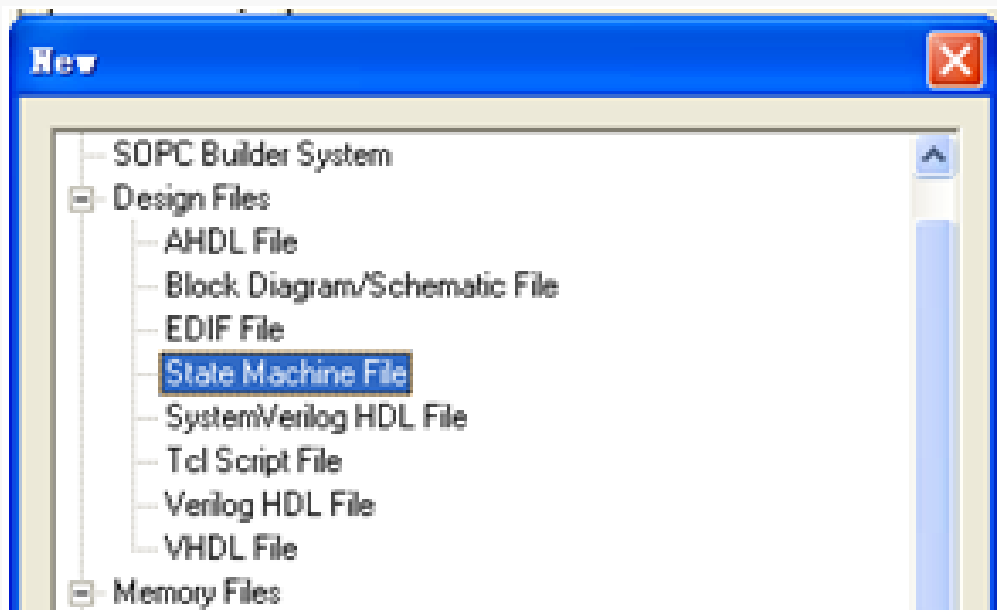 New
SOPC Builder System
Design Files
AHDL File
Block Diagram/Schematic File
EDIF File
State Machine File
SystemVerilog HDL File
Tcl Script File
Verilog HDL File
VHDL File
Memory Files